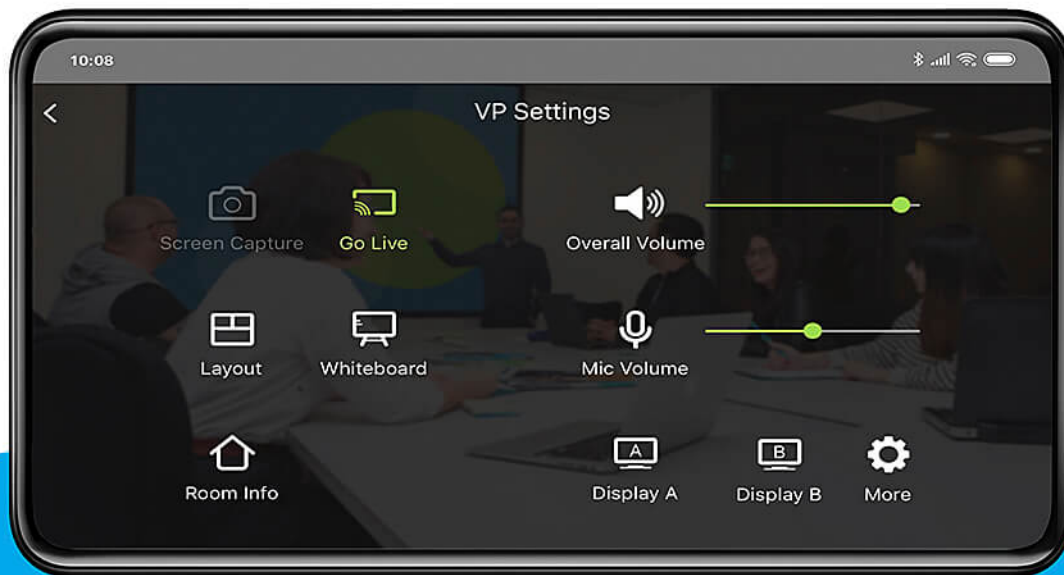 10:08
VP Settings
Screen Capture
Go Live
Overall Volume
Layout
Whiteboard
Mic Volume
Room Info
A
Display A
B
Display B
More